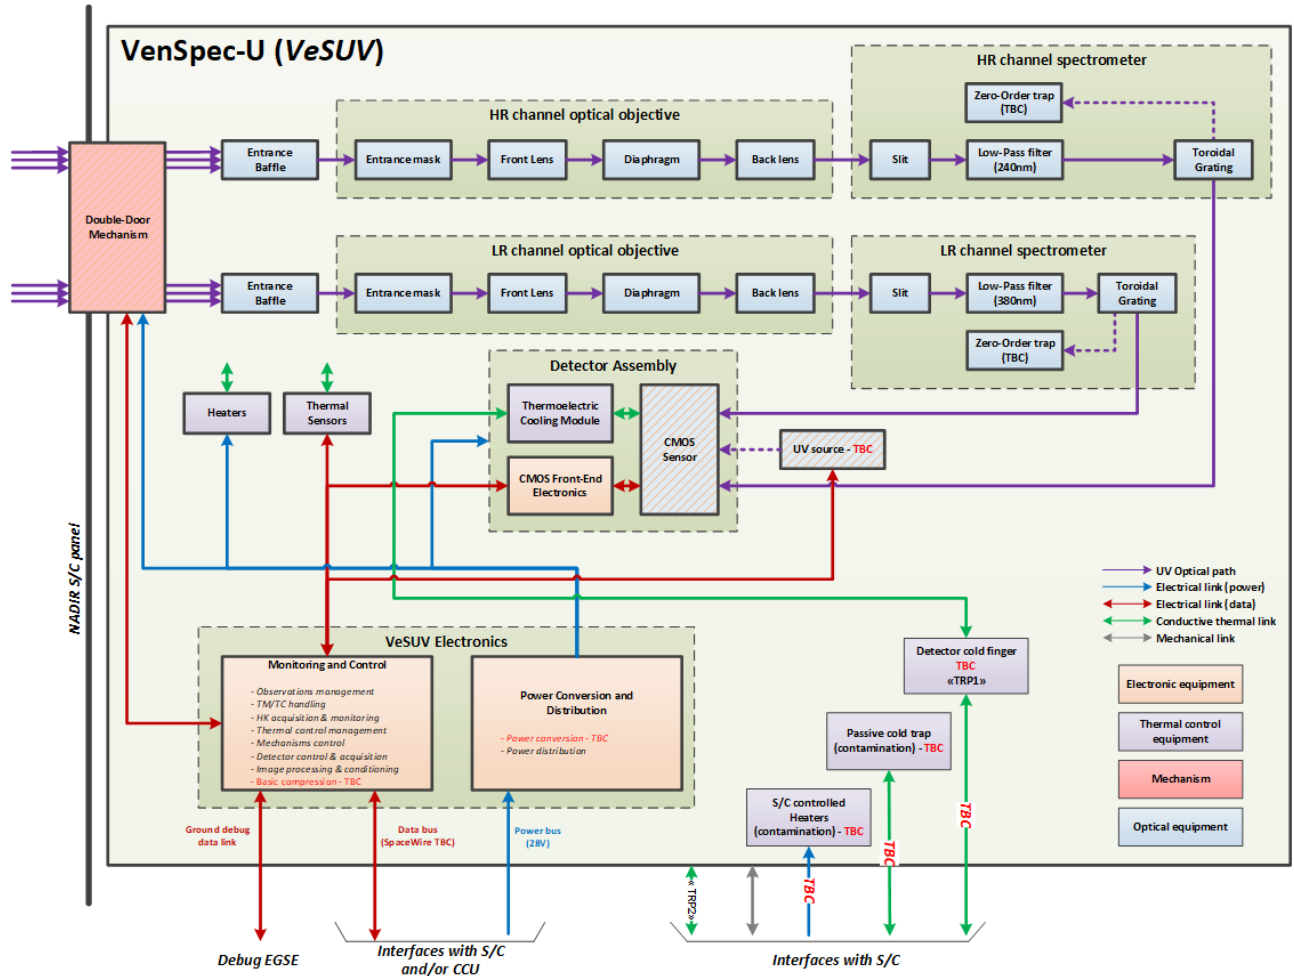 VenSpec-U (VeSUV)
HR channel spectrometer
Zero-Order trap
(TBC)
HR channel optical objective
Entrance
Baffle
Entrance mask
Front Lens
Diaphragm
Back lens
Slit
Low-Pass filter
(240nm)
Toroidal
Grating
Double-Door
Mechanism
LR channel optical objective
LR channel spectrometer
Entrance
Baffle
Entrance mask
Front Lens
Diaphragm
Back lens
Slit
Low-Pass filter
(380nm)
Toroidal
Grating
Zero-Order trap
(TBC)
Detector Assembly
Heaters
Thermal
Sensors
Thermoelectric
Cooling Module
CMOS
Sensor
UV source - TBC
CMOS Front-End
Electronics
NADIR S/C panel
UV Optical path
Electrical link (power)
Electrical link (data)
Conductive thermal link
Mechanical link
VeSUV Electronics
Monitoring and Control
- Observations management
- TM/TC handling
- HK acquisition & monitoring
- Thermal control management
- Mechanisms control
- Detector control & acquisition
- Image processing & conditioning
- Basic compression - TBC
Power Conversion and
Distribution
- Power conversion - TBC
- Power distribution
Detector cold finger
TBC
«TRP1»
Passive cold trap
(contamination) - TBC
S/C controlled
Heaters
(contamination) - TBC
Electronic equipment
Thermal control
equipment
Mechanism
Optical equipment
Ground debug
data link
Data bus
(SpaceWire TBC)
Power bus
(28V)
« TRP2»
TBC
TBC
TBC
Debug EGSE
Interfaces with S/C
and/or CCU
Interfaces with S/C